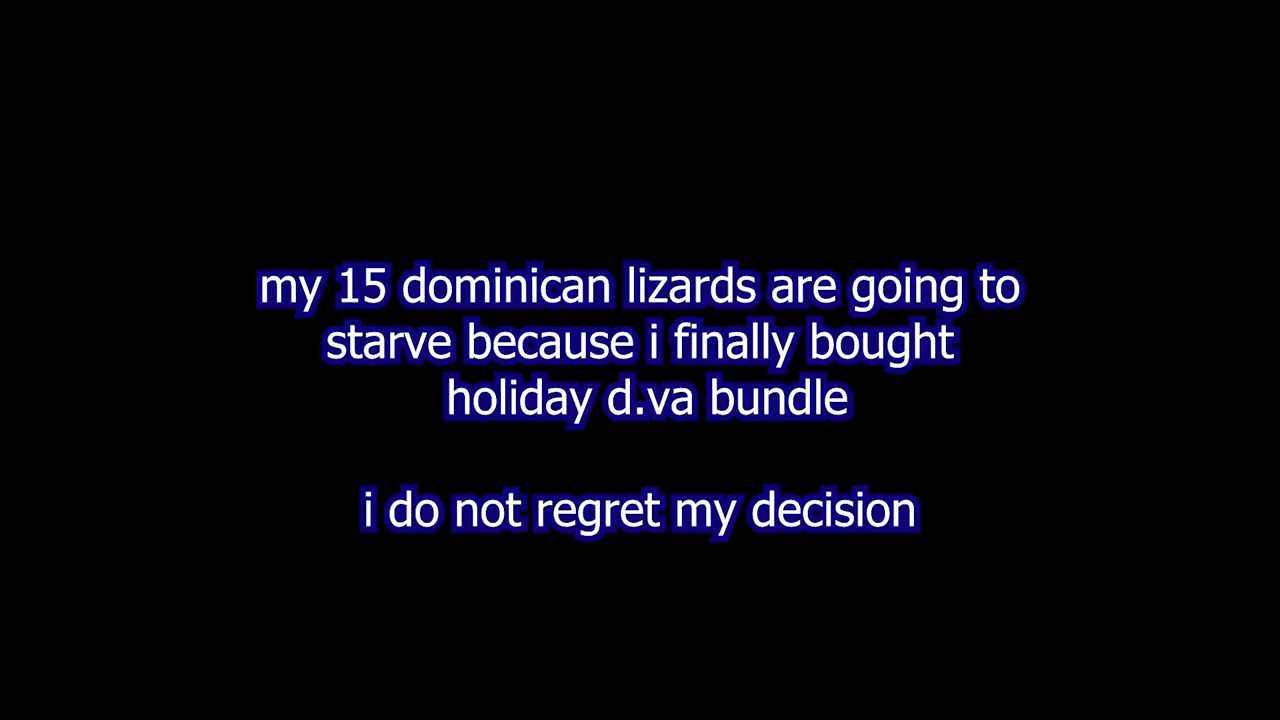 my 15 dominican lizards are going to
starve because i finally bought
holiday d.va bundle
i do not regret my decision